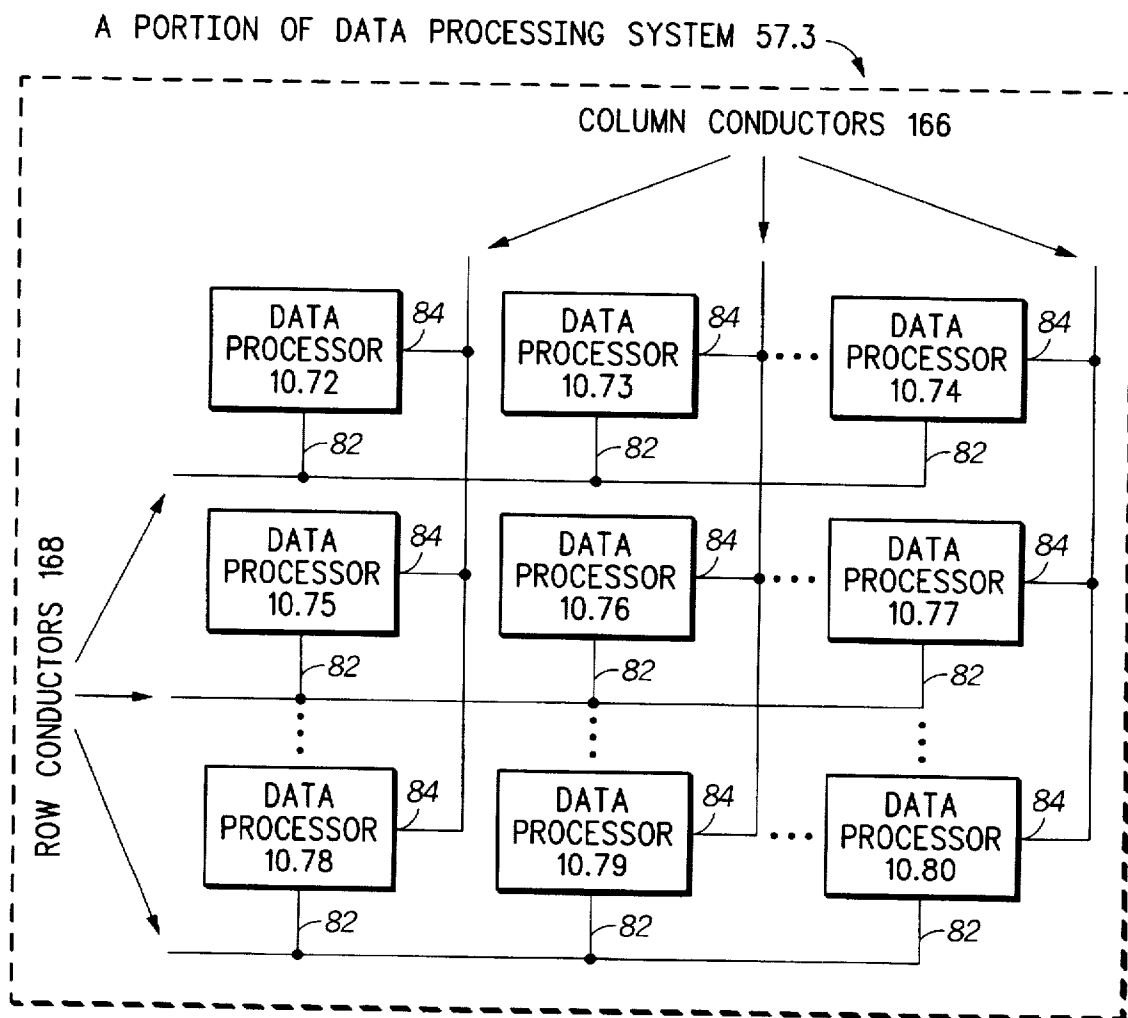 A PORTION OF DATA PROCESSING SYSTEM 57.3
COLUMN CONDUCTORS 166
DATA
PROCESSOR
10.72
84
DATA
PROCESSOR
10.73
84
DATA
PROCESSOR
10.74
84
82
82
82
DATA
PROCESSOR
10.75
84
DATA
PROCESSOR
10.76
84
DATA
PROCESSOR
10.77
84
82
82
82
ROW CONDUCTORS 168
DATA
PROCESSOR
10.78
84
DATA
PROCESSOR
10.79
84
DATA
PROCESSOR
10.80
84
82
82
82